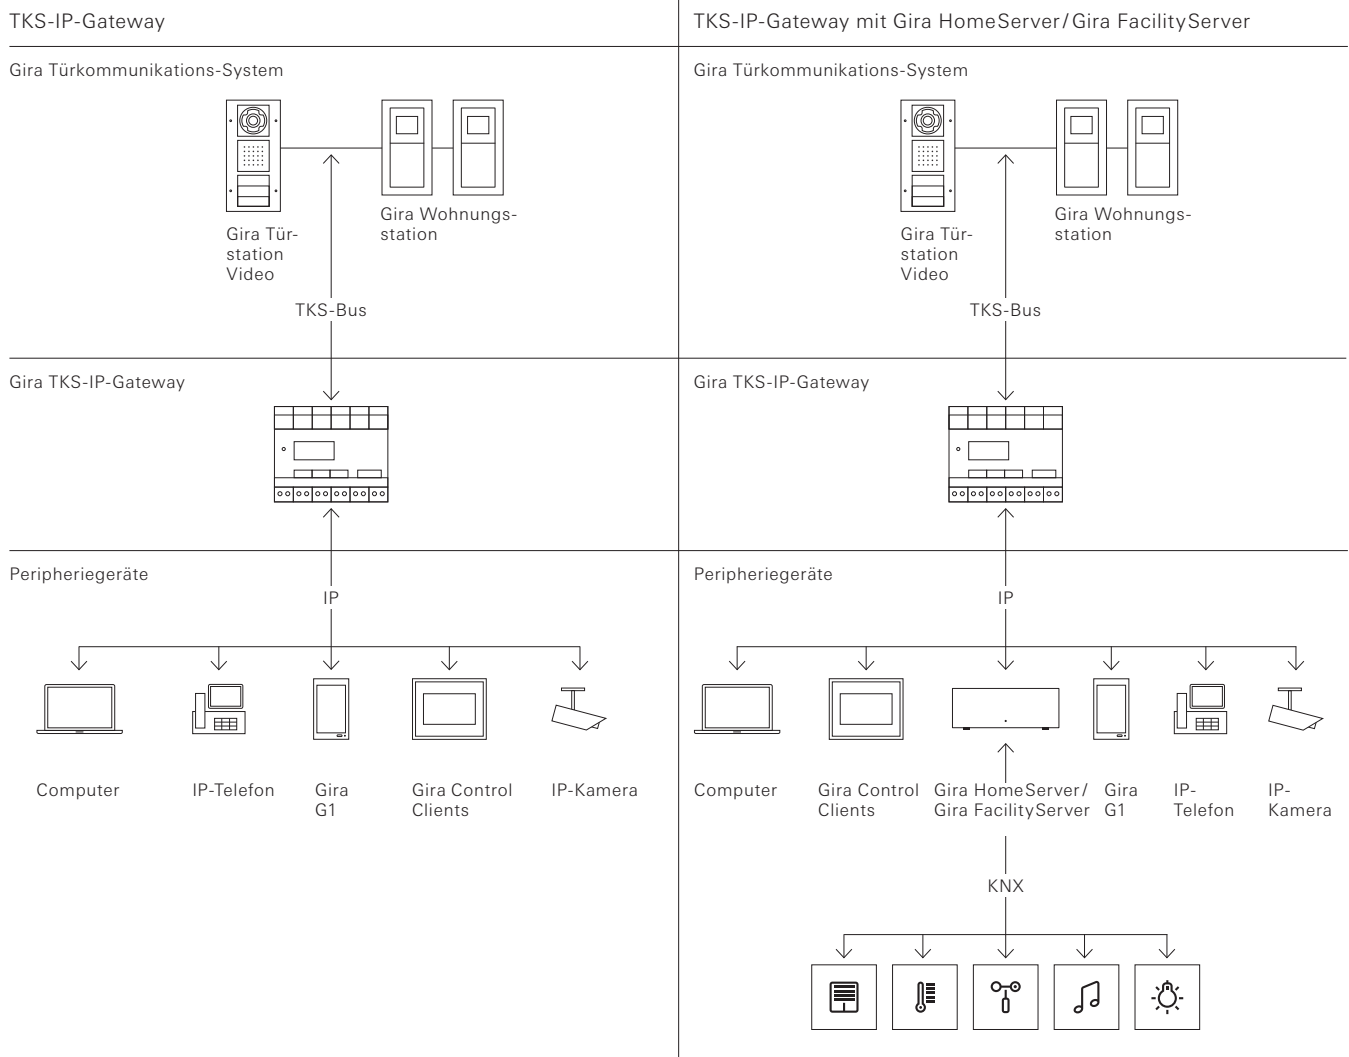 TKS-IP-Gateway
Gira Türkommunikations-System
Gira Tür-
station
Video
Gira Wohnungs-
station
TKS-Bus
Gira TKS-IP-Gateway
Peripheriegeräte
IP
Computer
IP-Telefon
Gira
G1
Gira Control
Clients
IP-Kamera
TKS-IP-Gateway mit Gira HomeServer/Gira FacilityServer
Gira Türkommunikations-System
Gira Tür-
station
Video
Gira Wohnungs-
station
TKS-Bus
Gira TKS-IP-Gateway
Peripheriegeräte
IP
Computer
Gira Control
Clients
Gira HomeServer/
Gira FacilityServer
Gira
G1
IP-
Telefon
IP-
Kamera
KNX